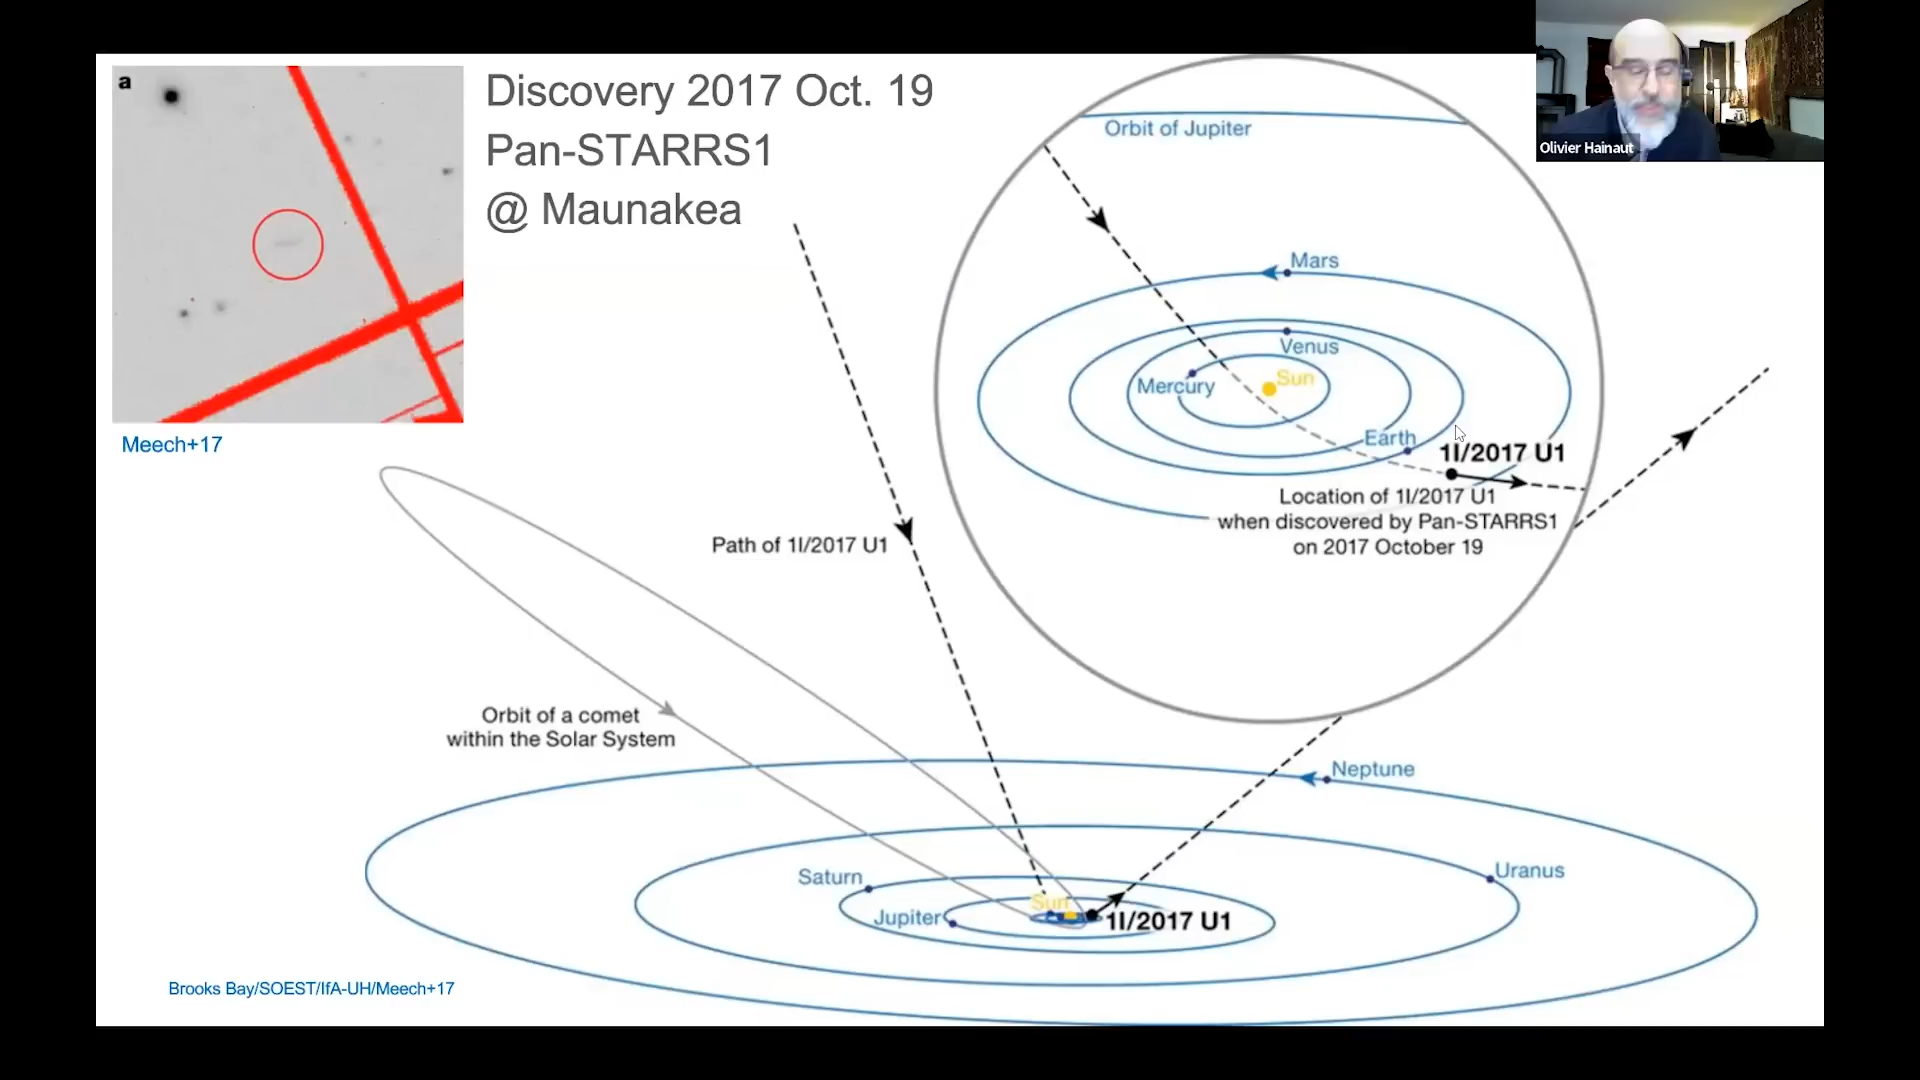 a
Discovery 2017 Oct. 19
Pan-STARRS1
@ Maunakea
Meech+17
Olivier Hainaut
Orbit of Jupiter
Mars
Venus
Sun
Mercury
Earth
1I/2017 U1
Location of 1I/2017 U1
when discovered by Pan-STARRS1
on 2017 October 19
Path of 1I/2017 U1
Orbit of a comet
within the Solar System
Neptune
Uranus
Saturn
Sun
Jupiter
1I/2017 U1
Brooks Bay/SOEST/IfA-UH/Meech+17